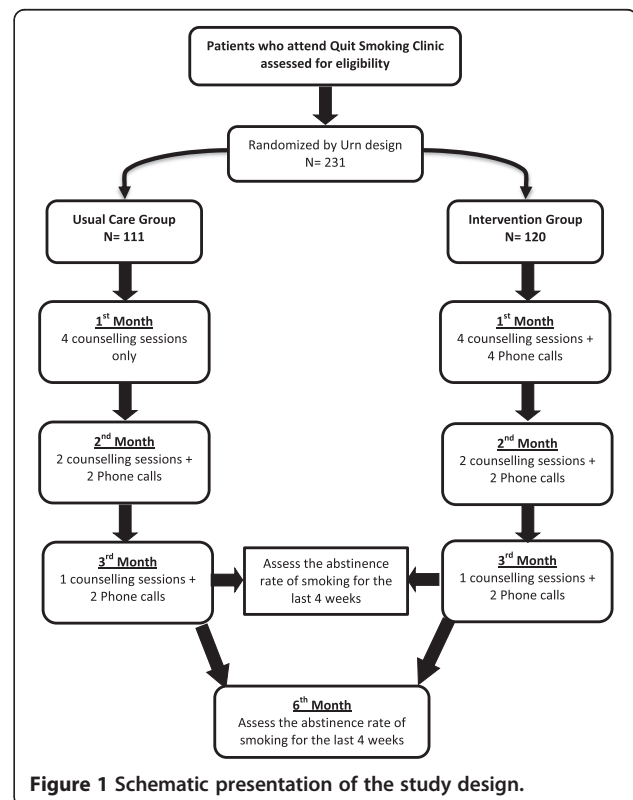 Patients who attend Quit Smoking Clinic
assessed for eligibility
Randomized by Urn design
N= 231
Usual Care Group
N= 111
Intervention Group
N= 120
1st Month
4 counselling sessions
only
1st Month
4 counselling sessions +
4 Phone calls
2nd Month
2 counselling sessions +
2 Phone calls
2nd Month
2 counselling sessions +
2 Phone calls
3rd Month
1 counselling sessions +
2 Phone calls
Assess the abstinence
rate of smoking for the
last 4 weeks
3rd Month
1 counselling sessions +
2 Phone calls
6th Month
Assess the abstinence rate of
smoking for the last 4 weeks
Figure 1 Schematic presentation of the study design.